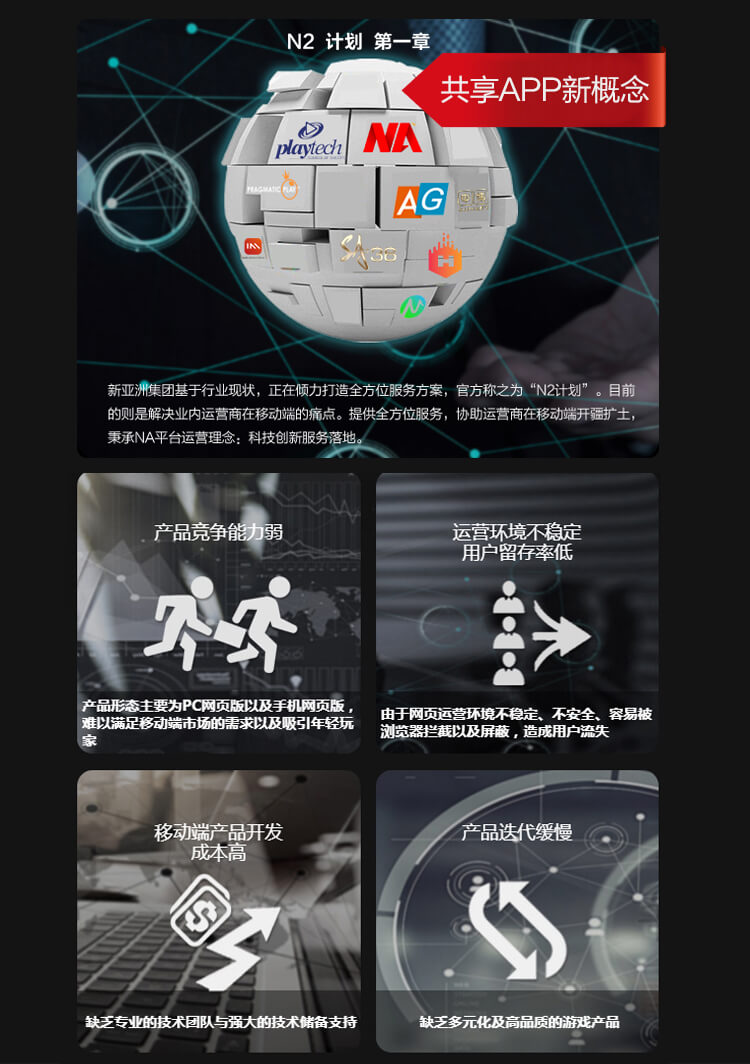 N2 计划 第一章
共享APP新概念
playtech
NA
PRAGMATIC PLAY
AG
SA36
H
N
新亚洲集团基于行业现状，正在倾力打造全方位服务方案，官方称之为“N2计划”。目前
的则是解决业内运营商在移动端的痛点。提供全方位服务，协助运营商在移动端开疆扩土，
秉承NA平台运营理念：科技创新服务落地。
产品竞争能力弱
产品形态主要为PC网页版以及手机网页版，
难以满足移动端市场的需求以及吸引年轻玩
家
运营环境不稳定
用户留存率低
由于网页运营环境不稳定、不安全、容易被
浏览器拦截以及屏蔽，造成用户流失
移动端产品开发
成本高
缺乏专业的技术团队与强大的技术储备支持
产品迭代缓慢
缺乏多元化及高品质的游戏产品